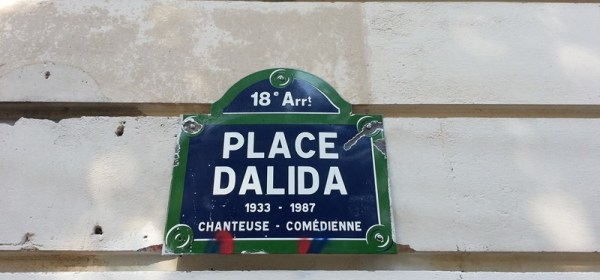 18e Arrt
PLACE
DALIDA
1933 - 1987
CHANTEUSE - COMÉDIENNE